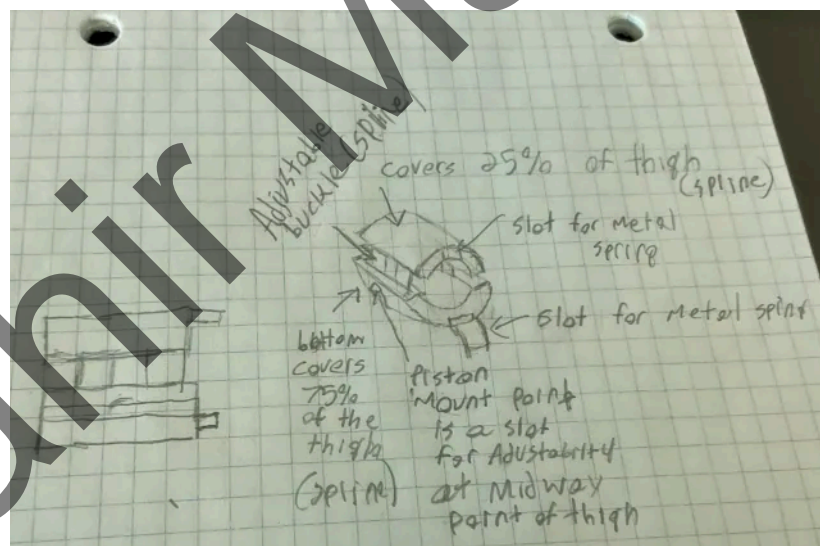 Adjustable
buckle (spline)
covers 25% of thigh
(spline)
slot for metal
spring
slot for metal
bottom
covers
75%
of the
thigh
(spline)
Piston
Mount point
is a slot
for Adustability
at Midway
point of thigh